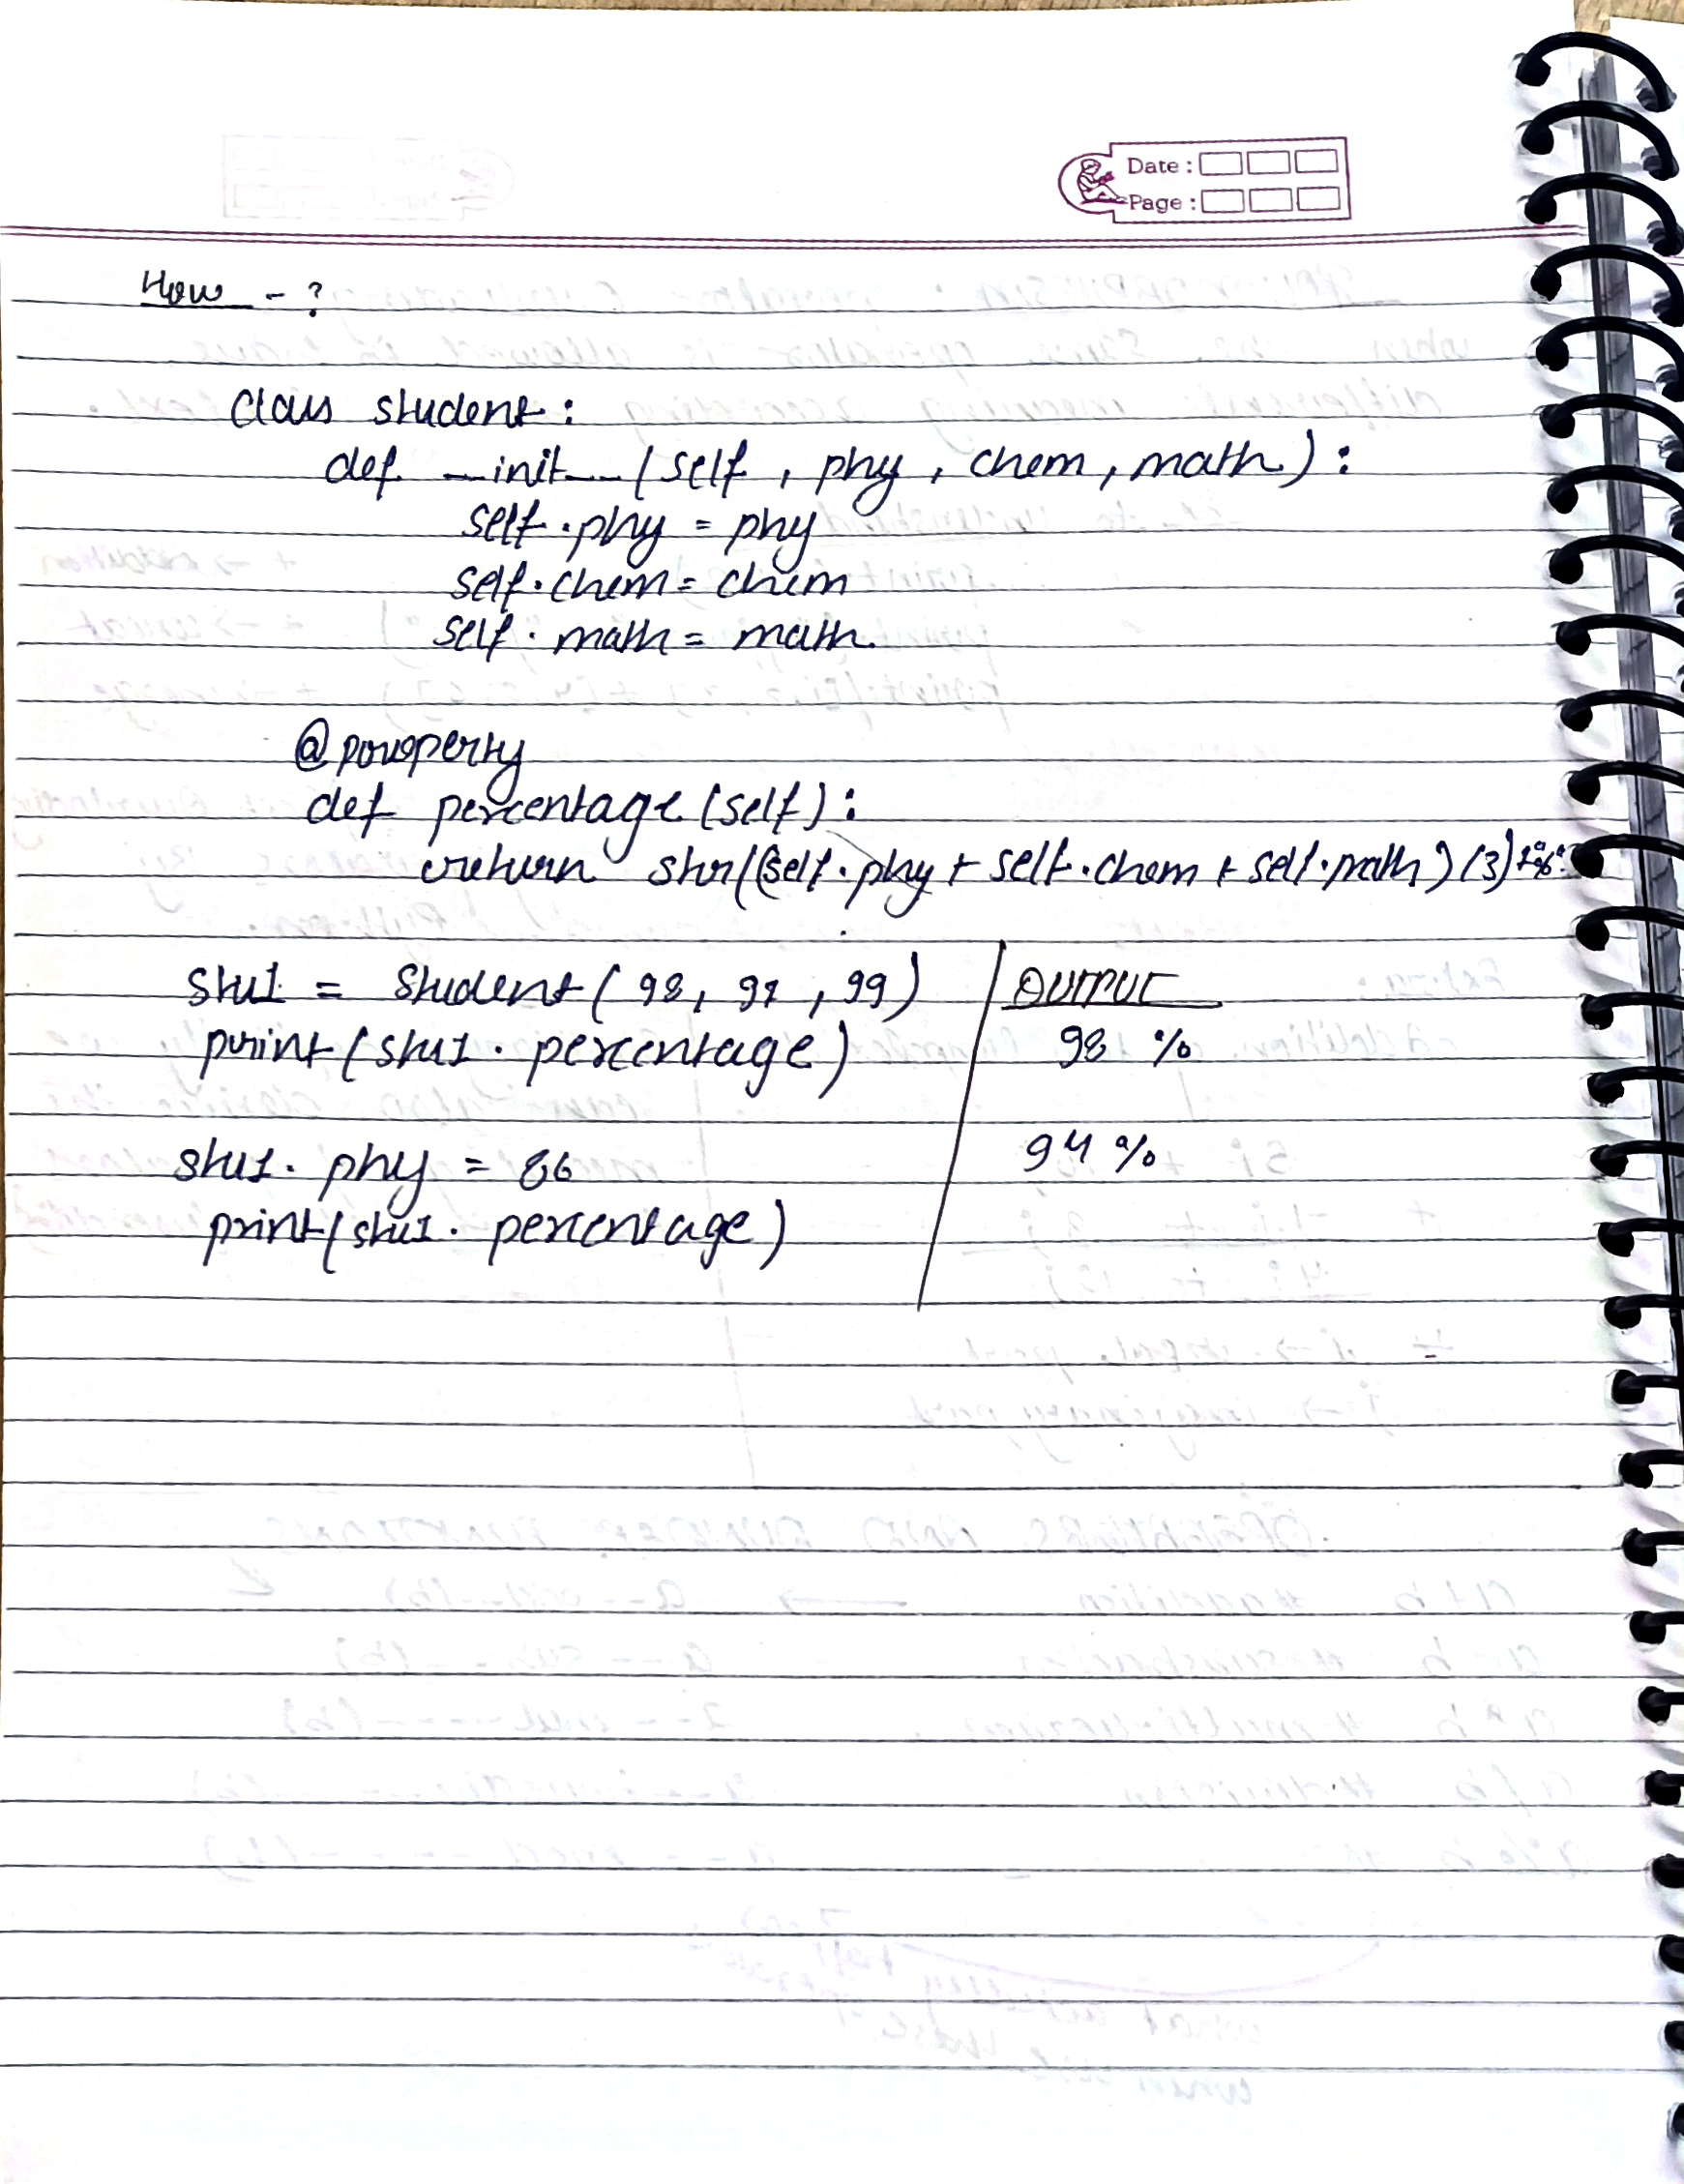 Date :
Page :
How - ?
class student :
def __init__(self , phy , chem , math ) :
self.phy = phy
self.chem = chem
self.math = math.
@property
def percentage (self) :
return str((self.phy + self.chem + self.math ) (3)
stu1 = student ( 98, 97 , 99 )
OUTPUT
print ( stu1 . percentage )
98 %
stu1. phy = 86
94 %
print ( stu1. percentage )